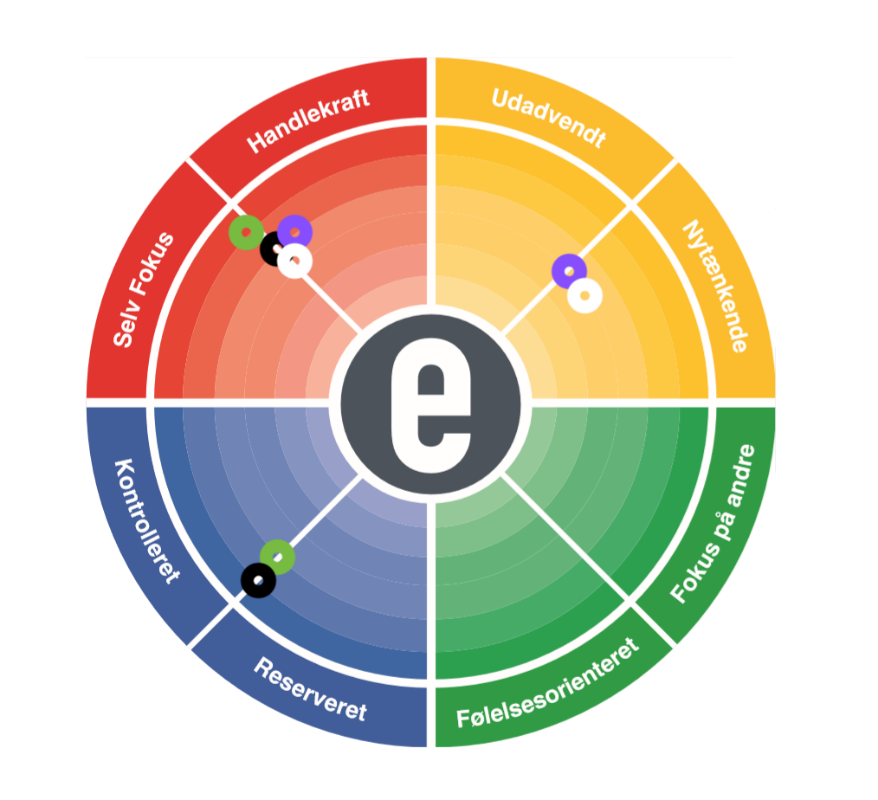 Handlekraft
Udadvendt
Selv Fokus
Nytænkende
e
Kontrolleret
Fokus på andre
Reserveret
Følelsesorienteret